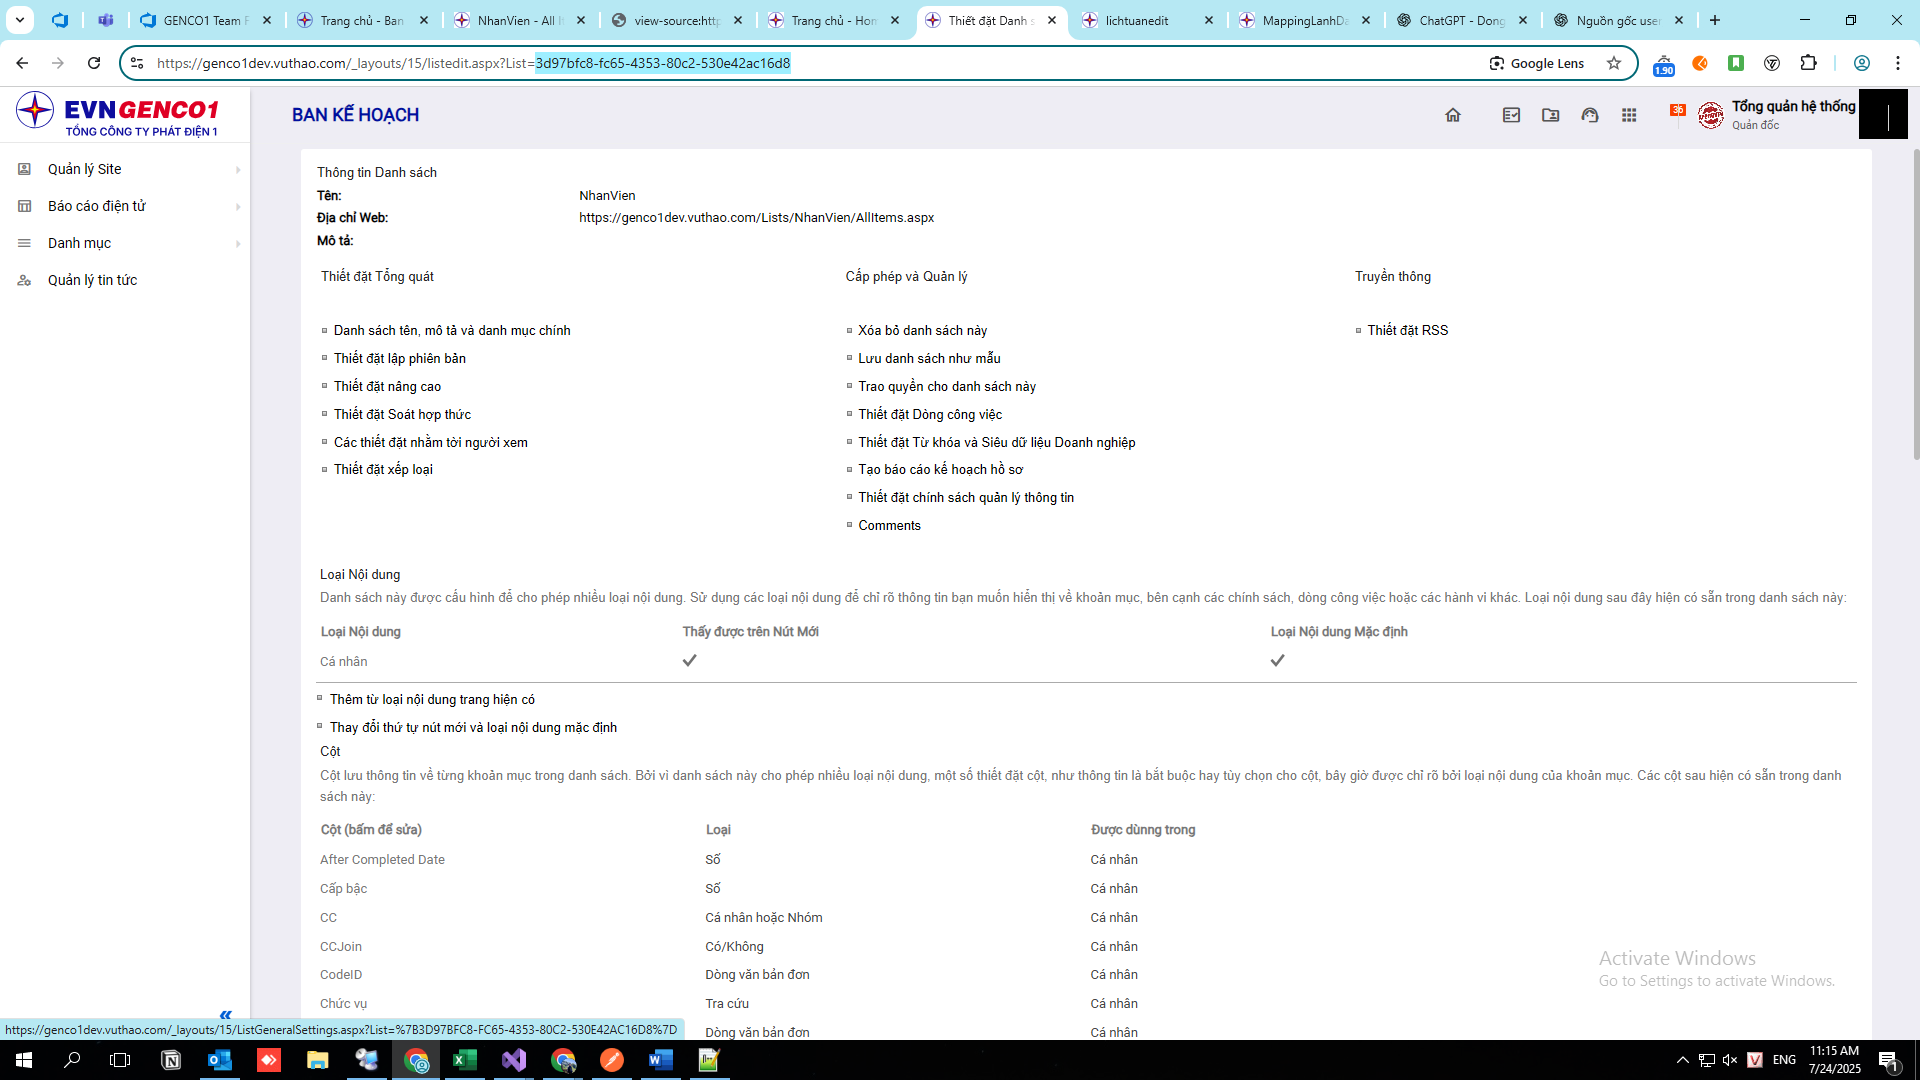 GENCO1 Team F
Trang chủ - Ban
NhanVien - All I
view-source:http
Trang chủ - Hom
Thiết đặt Danh s
lichtuanedit
MappingLanhDa
ChatGPT - Dong
Nguồn gốc user
https://genco1dev.vuthao.com/_layouts/15/listedit.aspx?List=3d97bfc8-fc65-4353-80c2-530e42ac16d8
Google Lens
1.90
EVNGENCO1
TỔNG CÔNG TY PHÁT ĐIỆN 1
BAN KẾ HOẠCH
36
Tổng quản hệ thống
Quản đốc
Quản lý Site
Báo cáo điện tử
Danh mục
Quản lý tin tức
Thông tin Danh sách
Tên: NhanVien
Địa chỉ Web: https://genco1dev.vuthao.com/Lists/NhanVien/AllItems.aspx
Mô tả:
Thiết đặt Tổng quát
Danh sách tên, mô tả và danh mục chính
Thiết đặt lập phiên bản
Thiết đặt nâng cao
Thiết đặt Soát hợp thức
Các thiết đặt nhằm tới người xem
Thiết đặt xếp loại
Cấp phép và Quản lý
Xóa bỏ danh sách này
Lưu danh sách như mẫu
Trao quyền cho danh sách này
Thiết đặt Dòng công việc
Thiết đặt Từ khóa và Siêu dữ liệu Doanh nghiệp
Tạo báo cáo kế hoạch hồ sơ
Thiết đặt chính sách quản lý thông tin
Comments
Truyền thông
Thiết đặt RSS
Loại Nội dung
Danh sách này được cấu hình để cho phép nhiều loại nội dung. Sử dụng các loại nội dung để chỉ rõ thông tin bạn muốn hiển thị về khoản mục, bên cạnh các chính sách, dòng công việc hoặc các hành vi khác. Loại nội dung sau đây hiện có sẵn trong danh sách này:
Loại Nội dung Thấy được trên Nút Mới Loại Nội dung Mặc định
Cá nhân
Thêm từ loại nội dung trang hiện có
Thay đổi thứ tự nút mới và loại nội dung mặc định
Cột
Cột lưu thông tin về từng khoản mục trong danh sách. Bởi vì danh sách này cho phép nhiều loại nội dung, một số thiết đặt cột, như thông tin là bắt buộc hay tùy chọn cho cột, bây giờ được chỉ rõ bởi loại nội dung của khoản mục. Các cột sau hiện có sẵn trong danh
sách này:
Cột (bấm để sửa) Loại Được dùnng trong
After Completed Date Số Cá nhân
Cấp bậc Số Cá nhân
CC Cá nhân hoặc Nhóm Cá nhân
CCJoin Có/Không Cá nhân
CodeID Dòng văn bản đơn Cá nhân
Chức vụ Tra cứu Cá nhân
Dòng văn bản đơn Cá nhân
Activate Windows
Go to Settings to activate Windows.
https://genco1dev.vuthao.com/_layouts/15/ListGeneralSettings.aspx?List=%7B3D97BFC8-FC65-4353-80C2-530E42AC16D8%7D
ENG
11:15 AM
7/24/2025
1